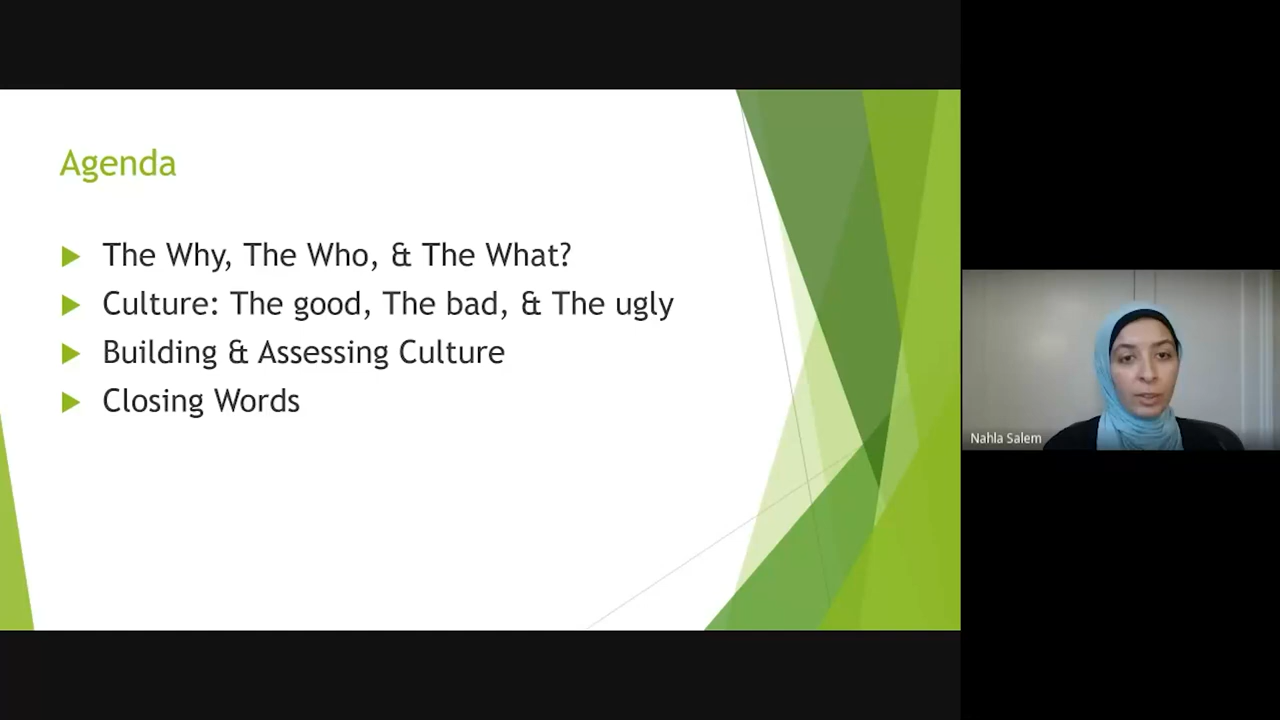 Agenda
The Why, The Who, & The What?
Culture: The good, The bad, & The ugly
Building & Assessing Culture
Closing Words
Nahla Salem